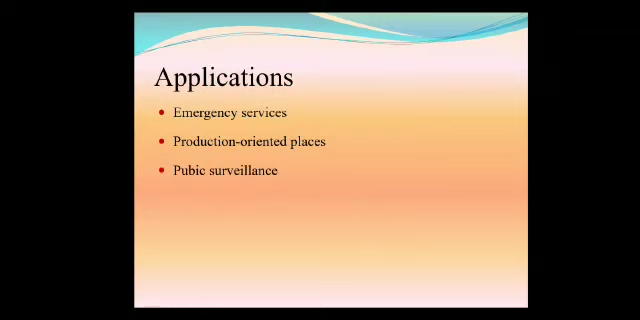 Applications
Emergency services
Production-oriented places
Pubic surveillance